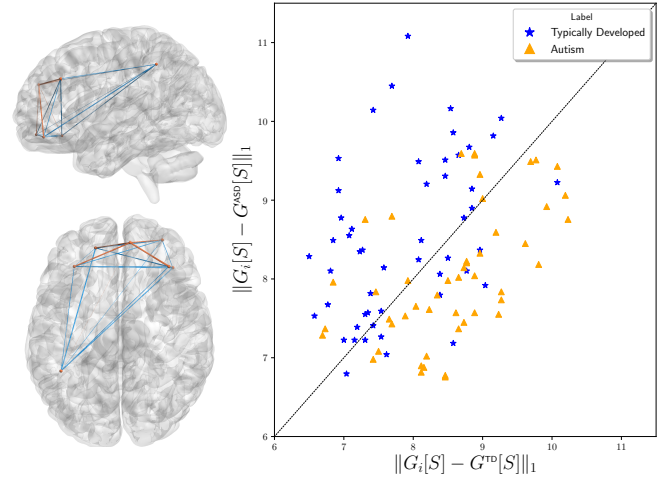 Label
Typically Developed
Autism
11
10
9
8
7
6
‖G_i[S] − G^ASD[S]‖_1
6
7
8
9
10
11
‖G_i[S] − G^TD[S]‖_1